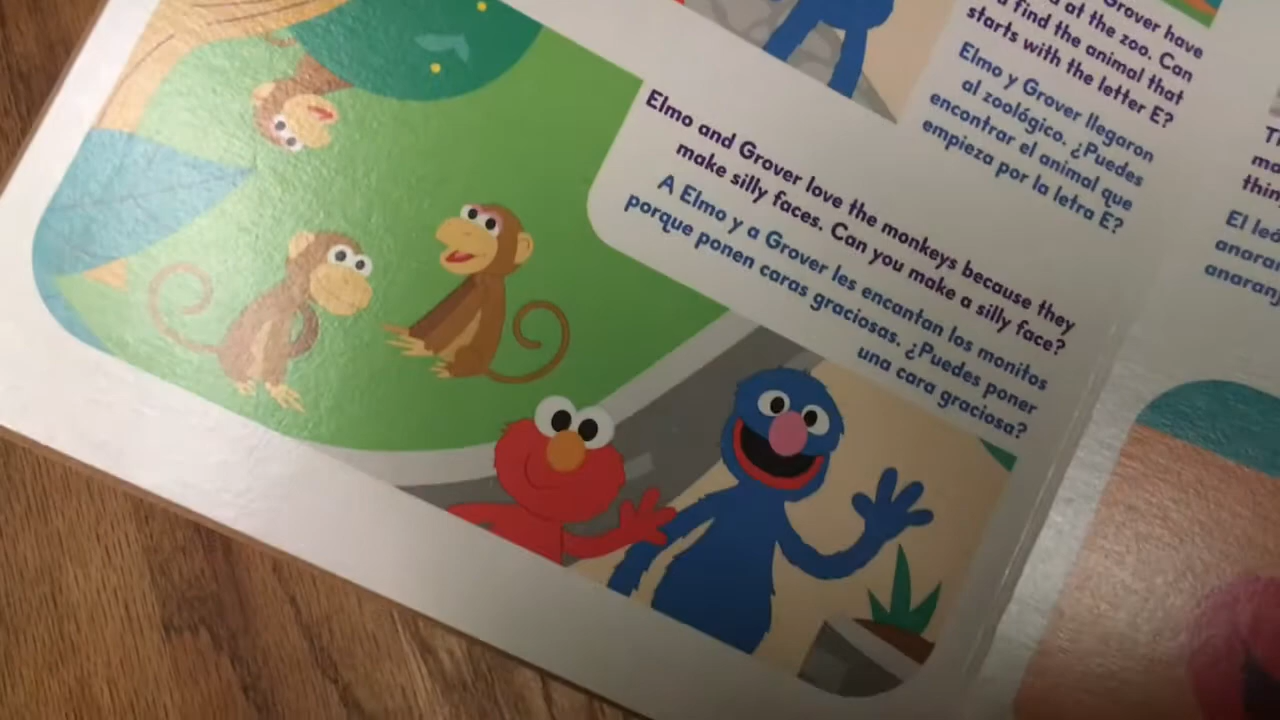 Grover have
at the zoo. Can
find the animal that
starts with the letter E?
Elmo y Grover llegaron
al zoológico. ¿Puedes
encontrar el animal que
empieza por la letra E?
Elmo and Grover love the monkeys because they
make silly faces. Can you make a silly face?
A Elmo y a Grover les encantan los monitos
porque ponen caras graciosas. ¿Puedes poner
una cara graciosa?
El